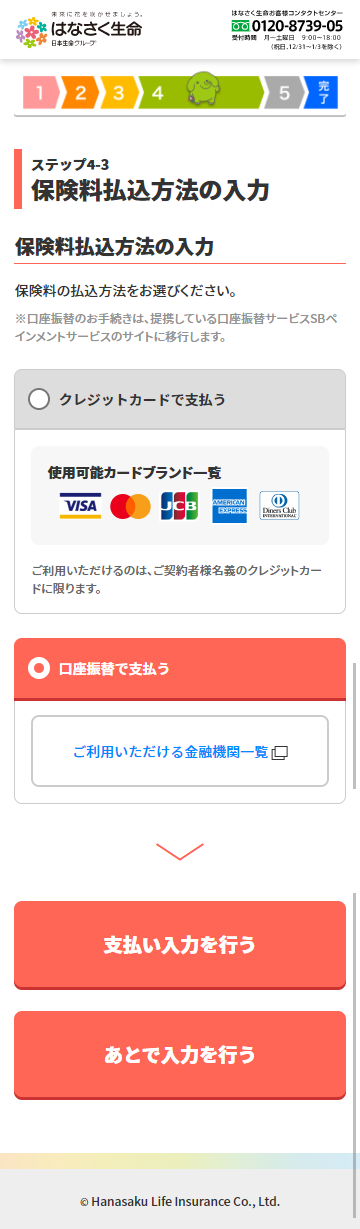 未来に花を咲かせましょう。
はなさく生命
日本生命グループ
はなさく生命お客様コンタクトセンター
0120-8739-05
受付時間 月～土曜日 9:00～18:00
(祝日、12/31～1/3を除く)
1 2 3 4 5 完了
ステップ4-3
保険料払込方法の入力
保険料払込方法の入力
保険料の払込方法をお選びください。
※口座振替のお手続きは、提携している口座振替サービスSBペ
インメントサービスのサイトに移行します。
クレジットカードで支払う
使用可能カードブランド一覧
VISA JCB AMERICAN EXPRESS Diners Club INTERNATIONAL
ご利用いただけるのは、ご契約者様名義のクレジットカー
ドに限ります。
口座振替で支払う
ご利用いただける金融機関一覧
支払い入力を行う
あとで入力を行う
© Hanasaku Life Insurance Co., Ltd.